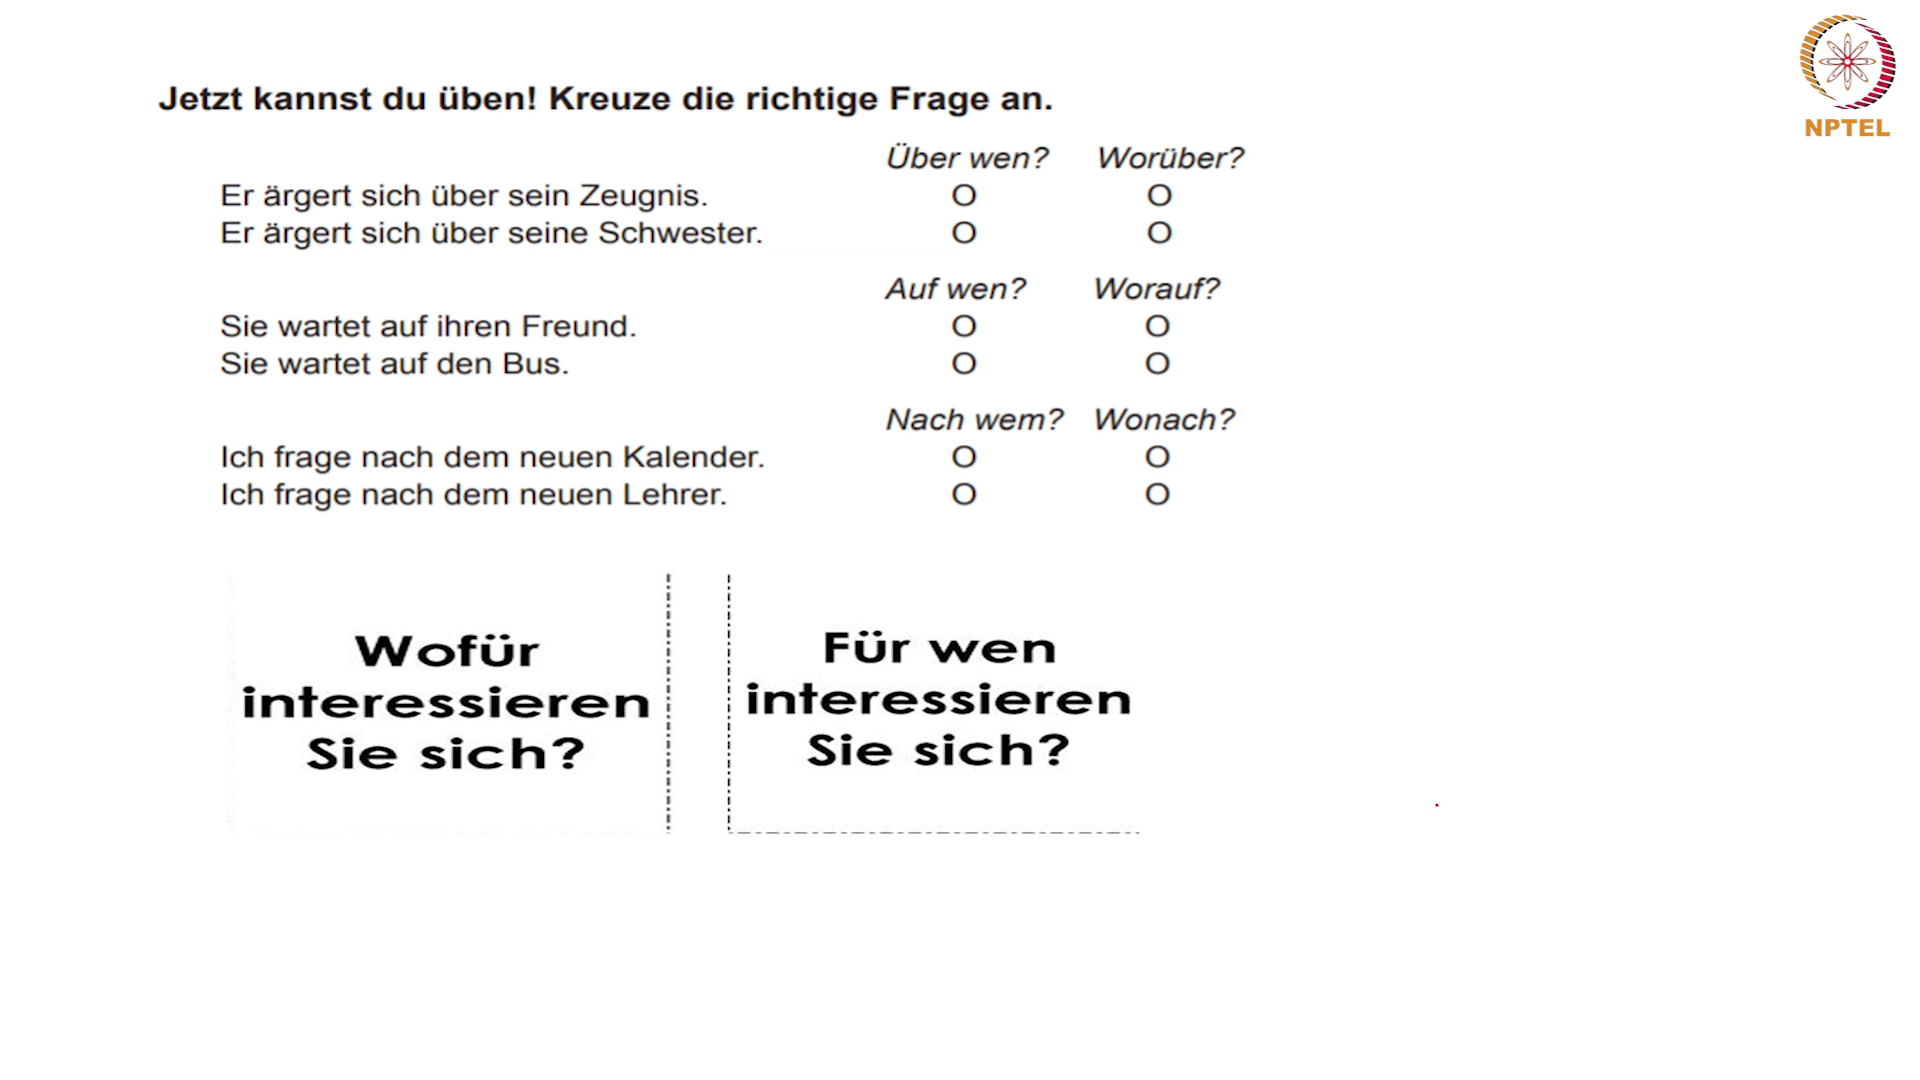 NPTEL
Jetzt kannst du üben! Kreuze die richtige Frage an.
Über wen? Worüber?
Er ärgert sich über sein Zeugnis. O O
Er ärgert sich über seine Schwester. O O
Auf wen? Worauf?
Sie wartet auf ihren Freund. O O
Sie wartet auf den Bus. O O
Nach wem? Wonach?
Ich frage nach dem neuen Kalender. O O
Ich frage nach dem neuen Lehrer. O O
Wofür
interessieren
Sie sich?
Für wen
interessieren
Sie sich?